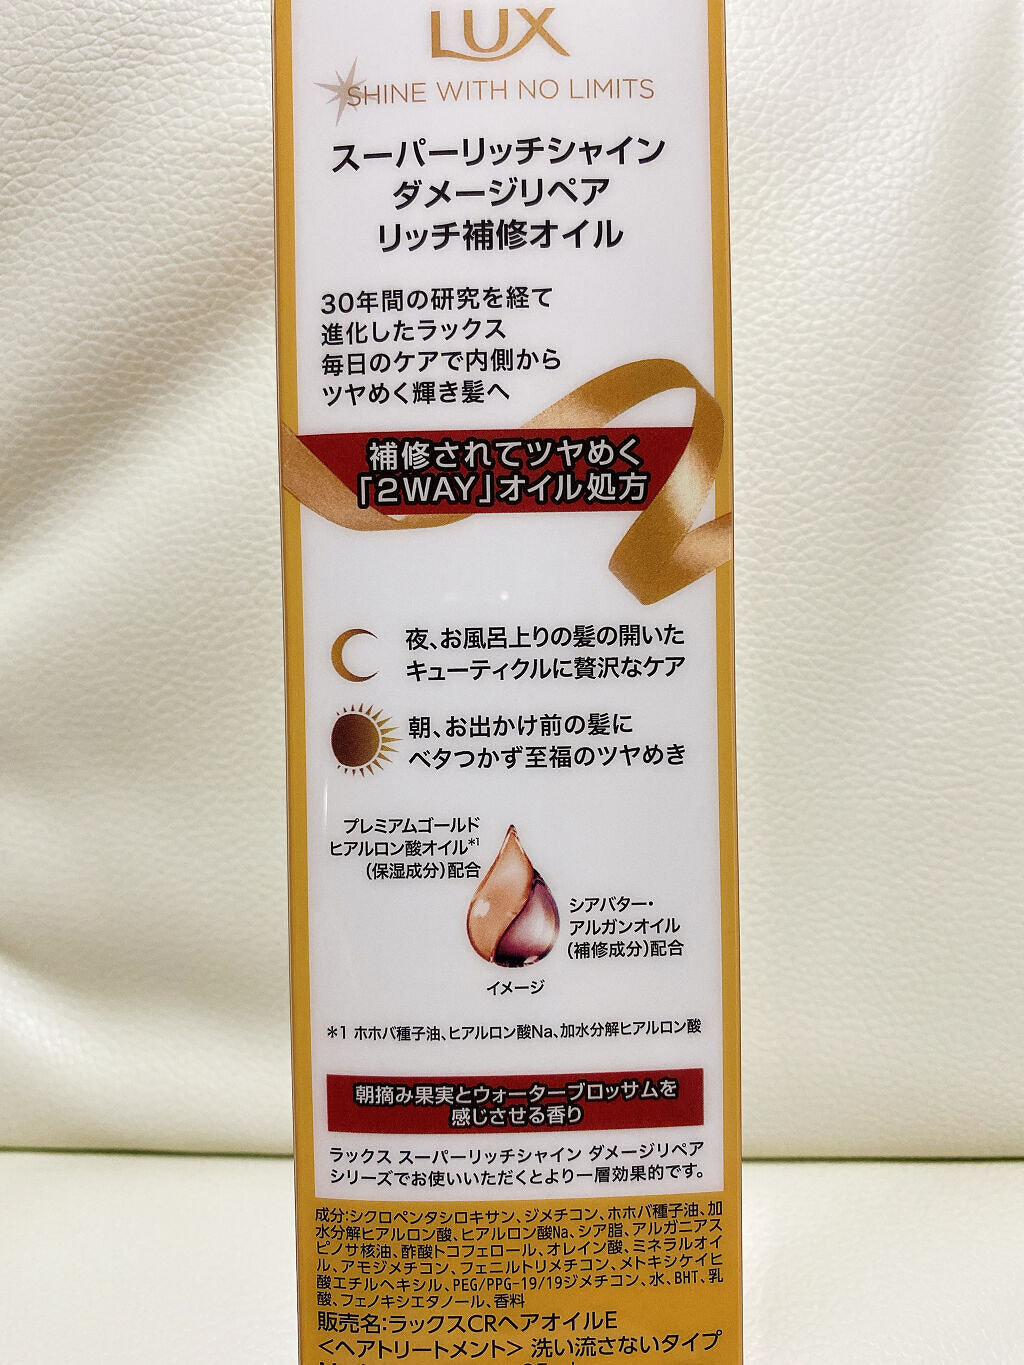 LUX
SHINE WITH NO LIMITS
スーパーリッチシャイン
ダメージリペア
リッチ補修オイル
30年間の研究を経て
進化したラックス
毎日のケアで内側から
ツヤめく輝き髪へ
補修されてツヤめく
「2WAY」オイル処方
夜、お風呂上りの髪の開いた
キューティクルに贅沢なケア
朝、お出かけ前の髪に
ベタつかず至福のツヤめき
プレミアムゴールド
ヒアルロン酸オイル*1
(保湿成分)配合
シアバター・
アルガンオイル
(補修成分)配合
イメージ
*1 ホホバ種子油、ヒアルロン酸Na、加水分解ヒアルロン酸
朝摘み果実とウォーターブロッサムを
感じさせる香り
ラックス スーパーリッチシャイン ダメージリペア
シリーズでお使いいただくとより一層効果的です。
成分:シクロペンタシロキサン、ジメチコン、ホホバ種子油、加
水分解ヒアルロン酸、ヒアルロン酸Na、シア脂、アルガニアス
ピノサ核油、酢酸トコフェロール、オレイン酸、ミネラルオイ
ル、アモジメチコン、フェニルトリメチコン、メトキシケイヒ
酸エチルヘキシル、PEG/PPG-19/19ジメチコン、水、BHT、乳
酸、フェノキシエタノール、香料
販売名:ラックスCRヘアオイルE
<ヘアトリートメント> 洗い流さないタイプ